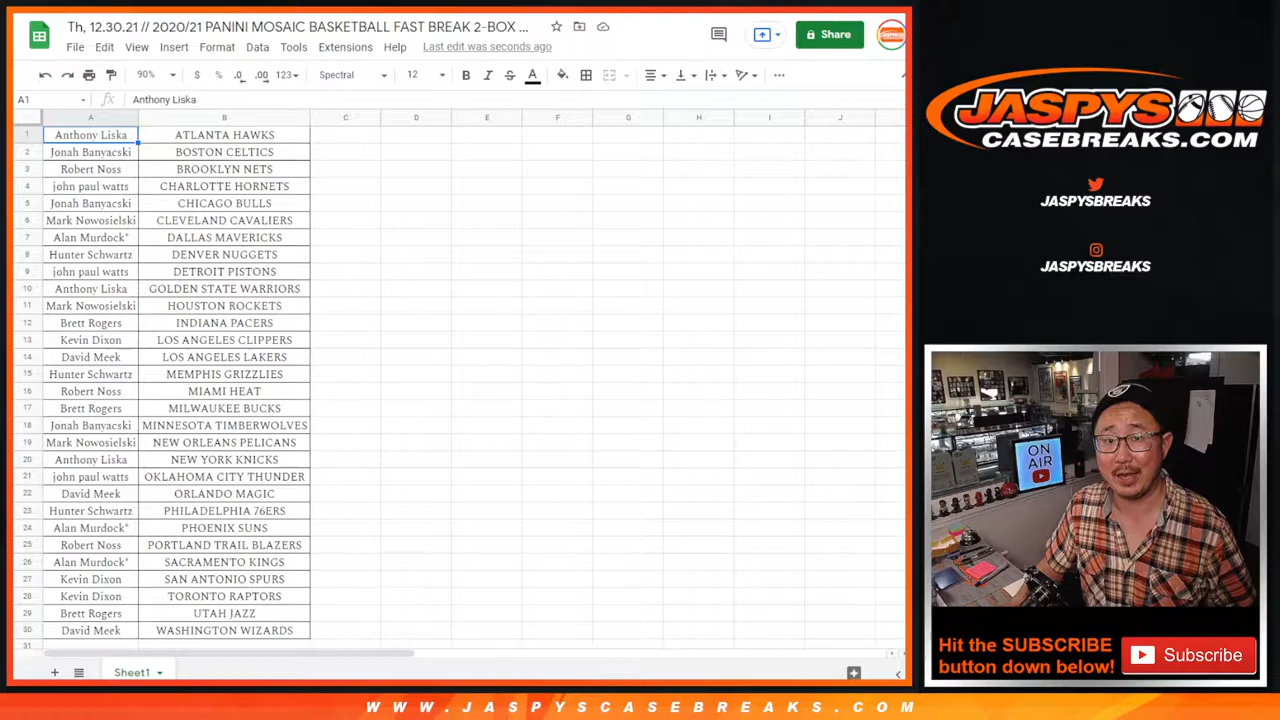 Th, 12.30.21 // 2020/21 PANINI MOSAIC BASKETBALL FAST BREAK 2-BOX ...
File Edit View Insert Format Data Tools Extensions Help Last edit was seconds ago
Share
90% $ % .0 .00 123 Spectral 12 B I S A
A1 fx Anthony Liska
A B C D E F G H I J
1 Anthony Liska ATLANTA HAWKS
2 Jonah Banyacski BOSTON CELTICS
3 Robert Noss BROOKLYN NETS
4 john paul watts CHARLOTTE HORNETS
5 Jonah Banyacski CHICAGO BULLS
6 Mark Nowosielski CLEVELAND CAVALIERS
7 Alan Murdock* DALLAS MAVERICKS
8 Hunter Schwartz DENVER NUGGETS
9 john paul watts DETROIT PISTONS
10 Anthony Liska GOLDEN STATE WARRIORS
11 Mark Nowosielski HOUSTON ROCKETS
12 Brett Rogers INDIANA PACERS
13 Kevin Dixon LOS ANGELES CLIPPERS
14 David Meek LOS ANGELES LAKERS
15 Hunter Schwartz MEMPHIS GRIZZLIES
16 Robert Noss MIAMI HEAT
17 Brett Rogers MILWAUKEE BUCKS
18 Jonah Banyacski MINNESOTA TIMBERWOLVES
19 Mark Nowosielski NEW ORLEANS PELICANS
20 Anthony Liska NEW YORK KNICKS
21 john paul watts OKLAHOMA CITY THUNDER
22 David Meek ORLANDO MAGIC
23 Hunter Schwartz PHILADELPHIA 76ERS
24 Alan Murdock* PHOENIX SUNS
25 Robert Noss PORTLAND TRAIL BLAZERS
26 Alan Murdock* SACRAMENTO KINGS
27 Kevin Dixon SAN ANTONIO SPURS
28 Kevin Dixon TORONTO RAPTORS
29 Brett Rogers UTAH JAZZ
30 David Meek WASHINGTON WIZARDS
31
Sheet1
JASPYS
CASEBREAKS.COM
JASPYSBREAKS
JASPYSBREAKS
ON
AIR
Hit the SUBSCRIBE
button down below!
Subscribe
WWW.JASPYSCASEBREAKS.COM